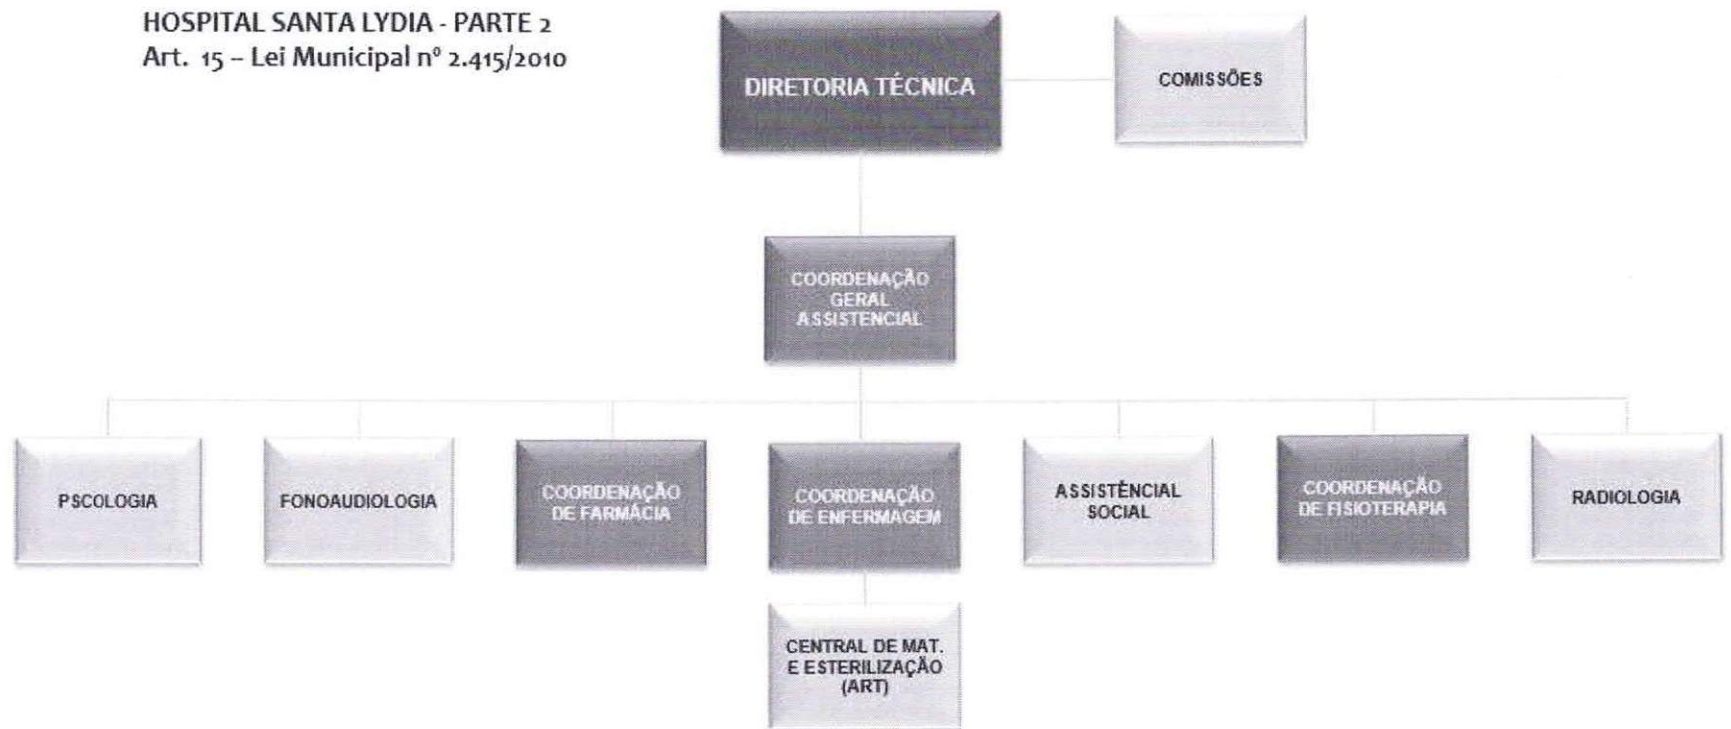 HOSPITAL SANTA LYDIA - PARTE 2
Art. 15 – Lei Municipal nº 2.415/2010
DIRETORIA TÉCNICA
COMISSÕES
COORDENAÇÃO
GERAL
ASSISTENCIAL
PSCOLOGIA
FONOAUDIOLOGIA
COORDENAÇÃO
DE FARMÁCIA
COORDENAÇÃO
DE ENFERMAGEM
ASSISTÊNCIAL
SOCIAL
COORDENAÇÃO
DE FISIOTERAPIA
RADIOLOGIA
CENTRAL DE MAT.
E ESTERILIZAÇÃO
(ART)